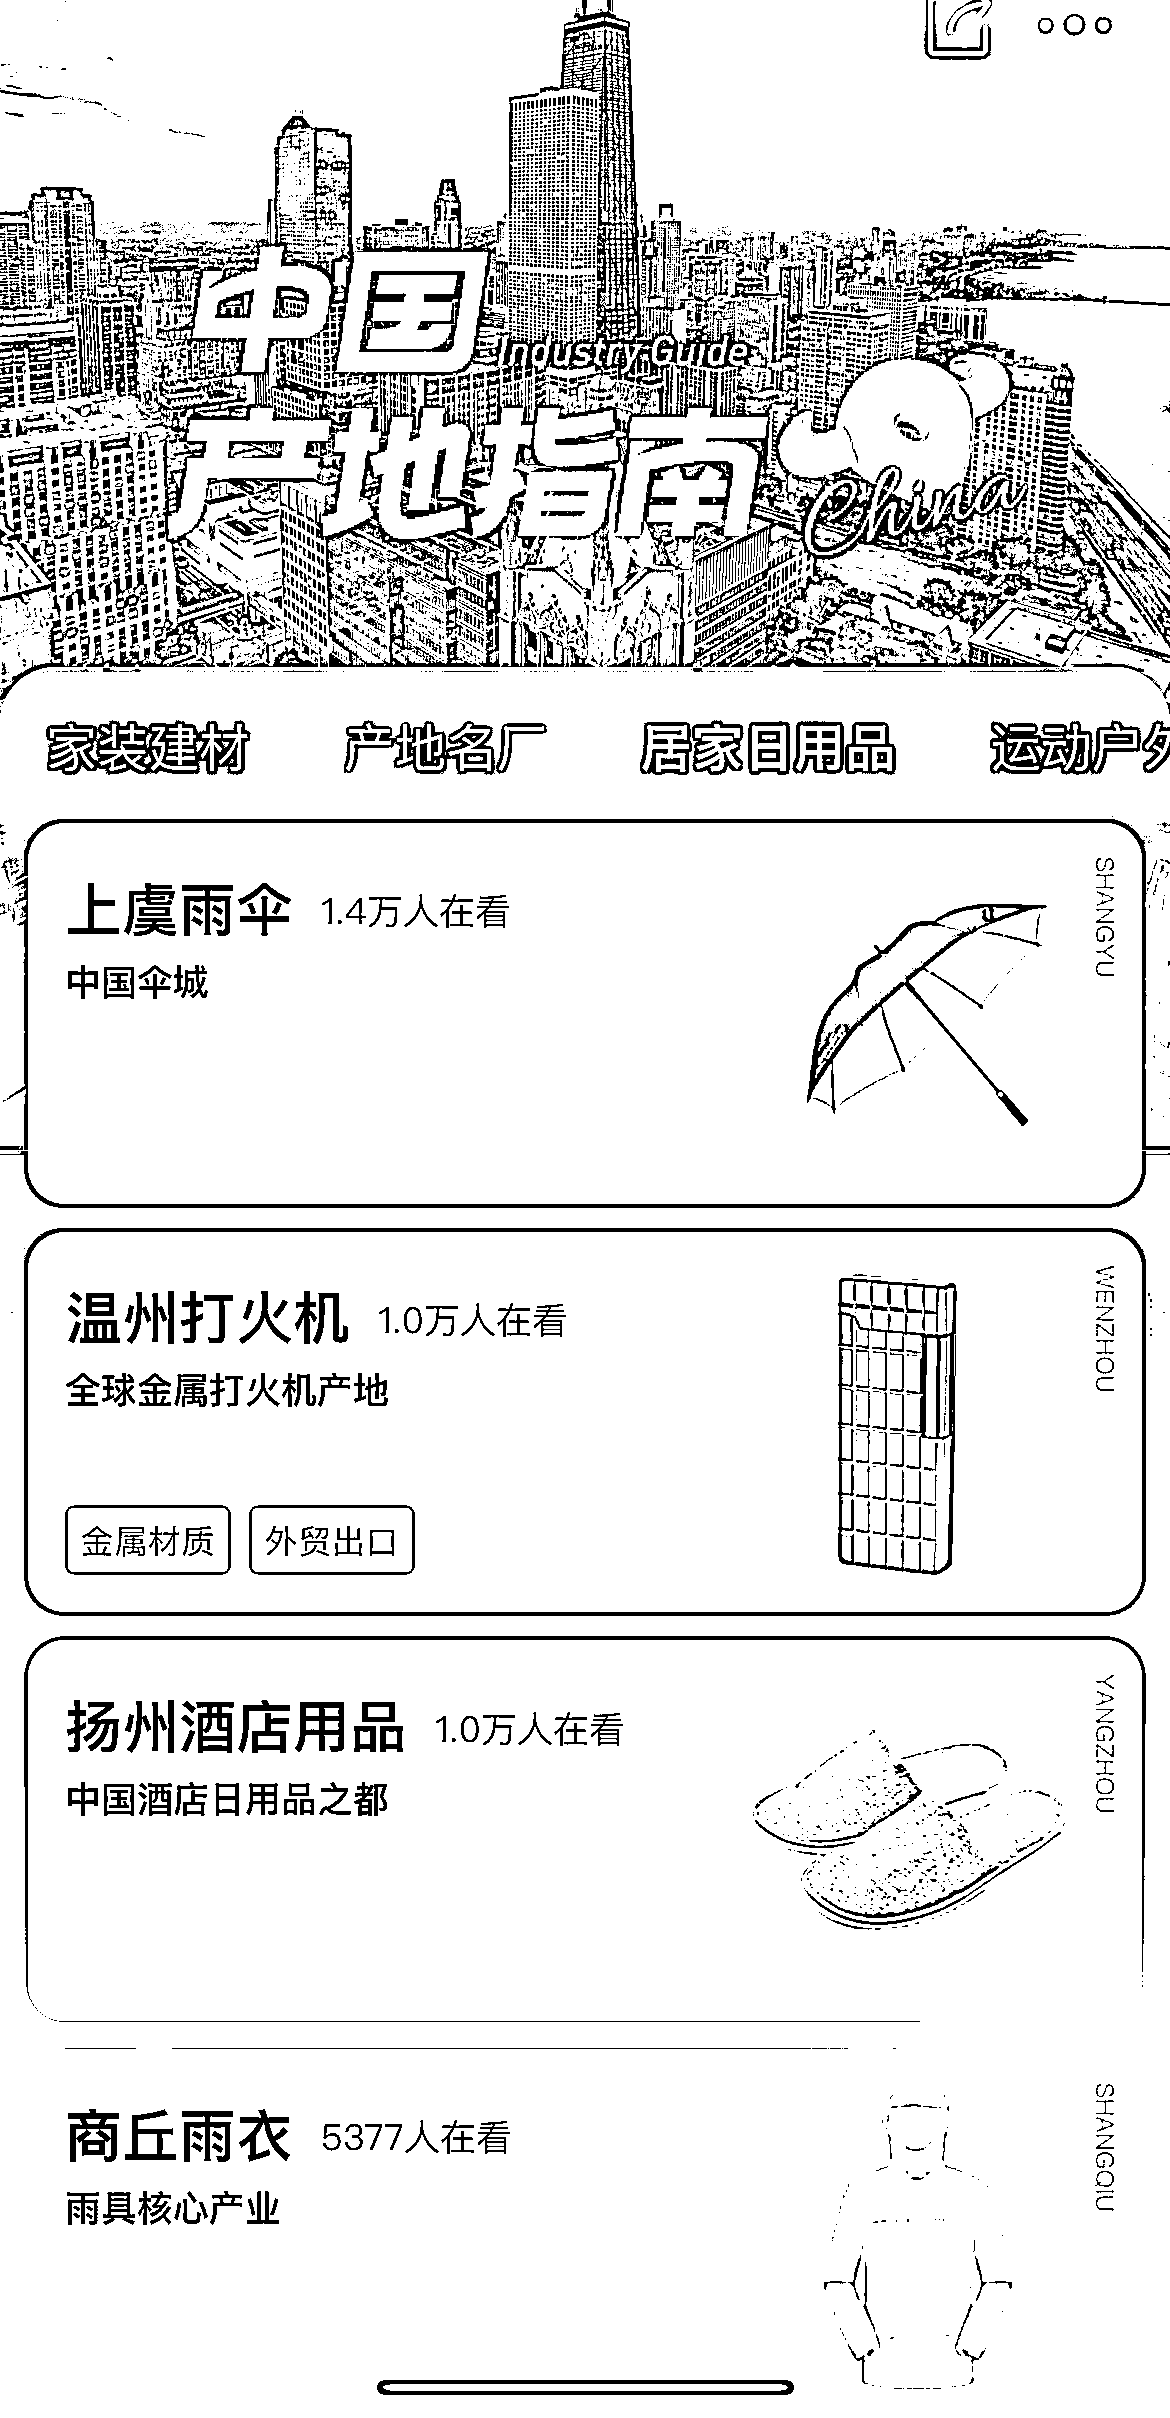 中国
Industry Guide
产地指南
China
家装建材 产地名厂 居家日用品 运动户外
上虞雨伞 1.4万人在看
中国伞城
SHANGYU
温州打火机 1.0万人在看
全球金属打火机产地
金属材质 外贸出口
WENZHOU
扬州酒店用品 1.0万人在看
中国酒店日用品之都
YANGZHOU
商丘雨衣 5377人在看
雨具核心产业
SHANGQIU